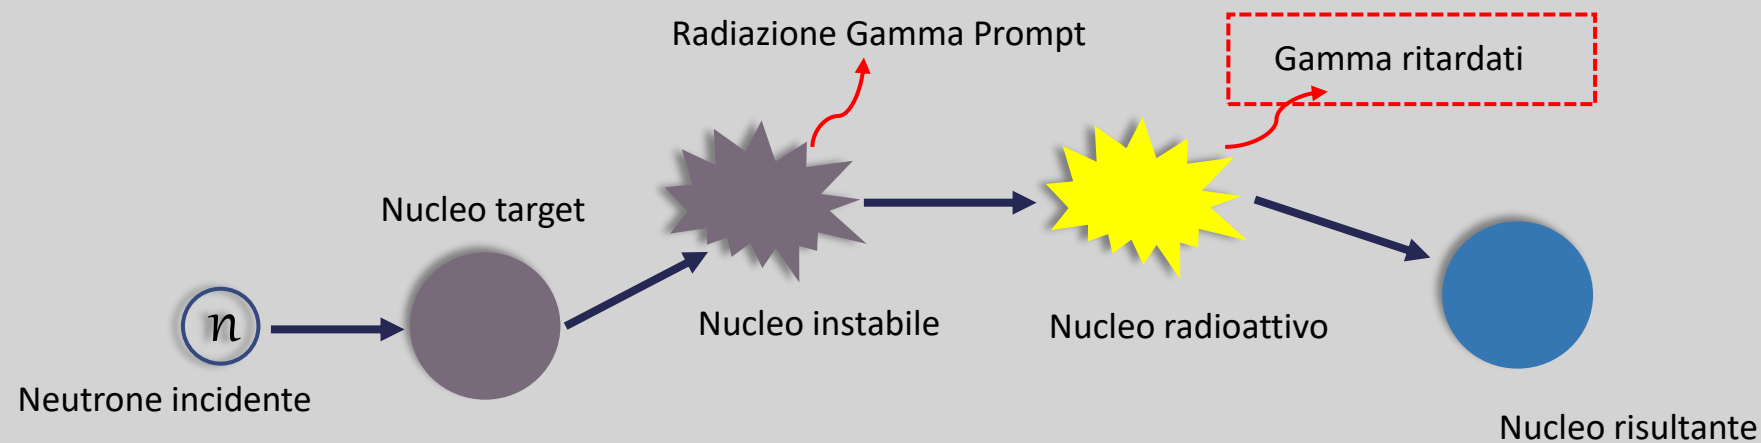 Radiazione Gamma Prompt
Gamma ritardati
Nucleo target
n
Nucleo instabile
Nucleo radioattivo
Neutrone incidente
Nucleo risultante